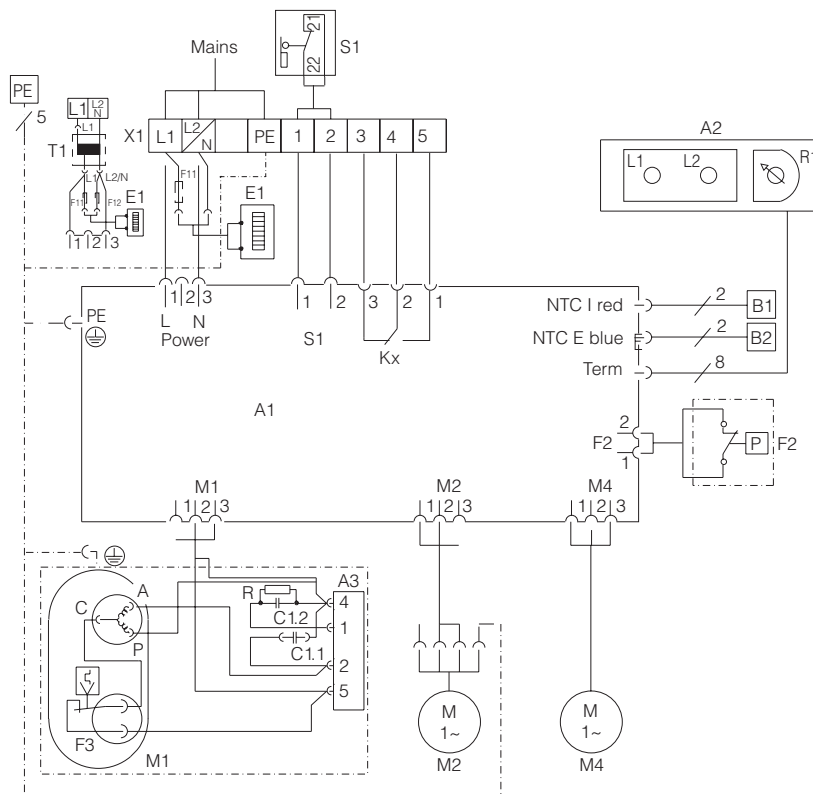 Mains
21
22
S1
PE
5
L1 L2 N
L1
T1
L1 L2/N
F11 F12
E1
1 2 3
X1 L1 L2 N PE 1 2 3 4 5
F11
E1
A2
L1 L2
R1
1 2 3
L N
Power
PE
1 2
S1
3 2 1
Kx
NTC I red 2 B1
NTC E blue 2 B2
Term 8
A1
2
F2
1
P F2
M1
1 2 3
M2
1 2 3
M4
1 2 3
A3
R
C1.2
C1.1
4
1
2
5
C A
P
F3
M1
M
1~
M2
M
1~
M4